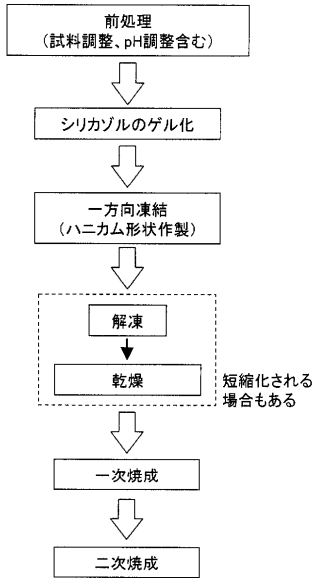 前処理
（試料調整、pH調整含む）
シリカゾルのゲル化
一方向凍結
（ハニカム形状作製）
解凍
乾燥
短縮化される
場合もある
一次焼成
二次焼成